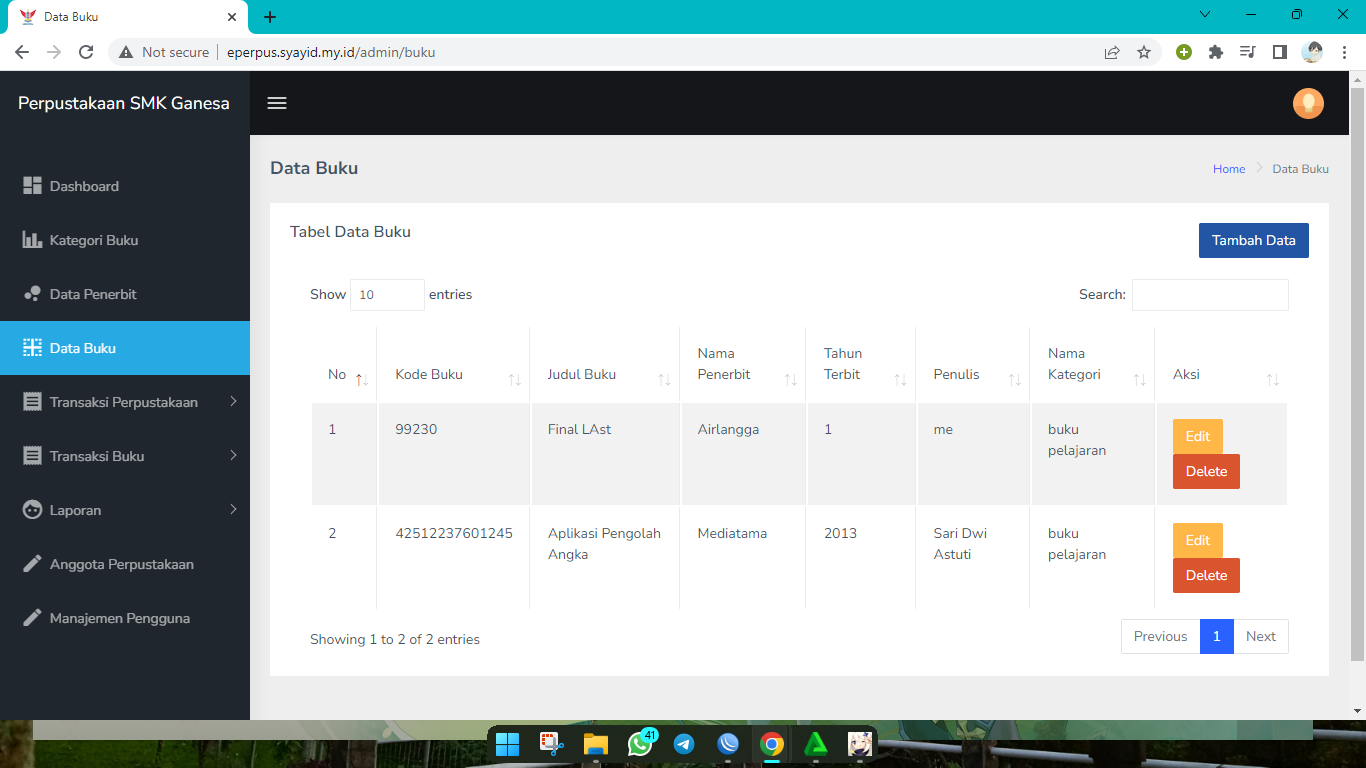 Data Buku
Not secure
eperpus.syayid.my.id/admin/buku
Perpustakaan SMK Ganesa
Dashboard
Kategori Buku
Data Penerbit
Data Buku
Transaksi Perpustakaan
Transaksi Buku
Laporan
Anggota Perpustakaan
Manajemen Pengguna
Data Buku
Home
Data Buku
Tabel Data Buku
Tambah Data
Show 10 entries
Search:
No
Kode Buku
Judul Buku
Nama
Penerbit
Tahun
Terbit
Penulis
Nama
Kategori
Aksi
1
99230
Final LAst
Airlangga
1
me
buku
pelajaran
Edit
Delete
2
42512237601245
Aplikasi Pengolah
Angka
Mediatama
2013
Sari Dwi
Astuti
buku
pelajaran
Edit
Delete
Showing 1 to 2 of 2 entries
Previous
1
Next
41